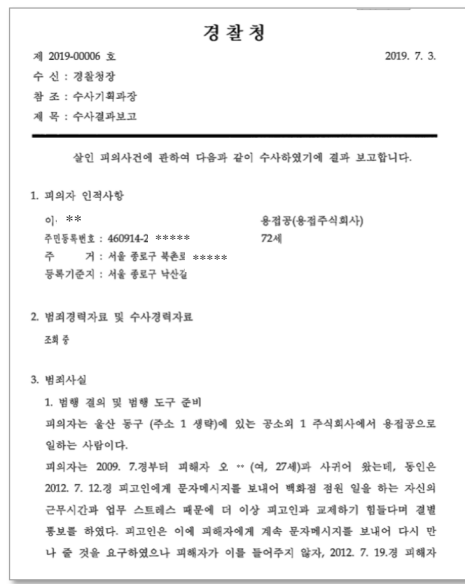 경찰청
제 2019-00006 호 2019. 7. 3.
수 신 : 경찰청장
참 조 : 수사기획과장
제 목 : 수사결과보고
살인 피의사건에 관하여 다음과 같이 수사하였기에 결과 보고합니다.
1. 피의자 인적사항
이 ** 용접공(용접주식회사)
주민등록번호 : 460914-2 ***** 72세
주 거 : 서울 종로구 북촌로 *****
등록기준지 : 서울 종로구 낙산길
2. 범죄경력자료 및 수사경력자료
조회 중
3. 범죄사실
1. 범행 결의 및 범행 도구 준비
피의자는 울산 동구 (주소 1 생략)에 있는 공소외 1 주식회사에서 용접공으로
일하는 사람이다.
피의자는 2009. 7.경부터 피해자 오 ** (여, 27세)과 사귀어 왔는데, 동인은
2012. 7. 12.경 피고인에게 문자메시지를 보내어 백화점 점원 일을 하는 자신의
근무시간과 업무 스트레스 때문에 더 이상 피고인과 교제하기 힘들다며 결별
통보를 하였다. 피고인은 이에 피해자에게 계속 문자메시지를 보내어 다시 만
나 줄 것을 요구하였으나 피해자가 이를 들어주지 않자, 2012. 7. 19.경 피해자